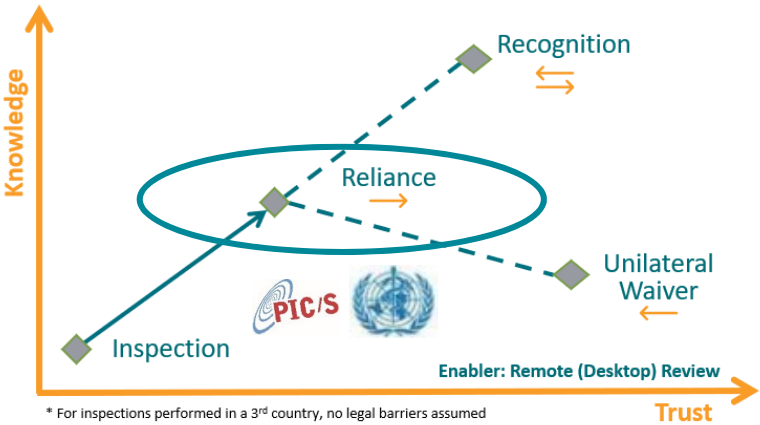 Knowledge
Recognition
Reliance
Unilateral
Waiver
PIC/S
Inspection
Enabler: Remote (Desktop) Review
* For inspections performed in a 3rd country, no legal barriers assumed
Trust